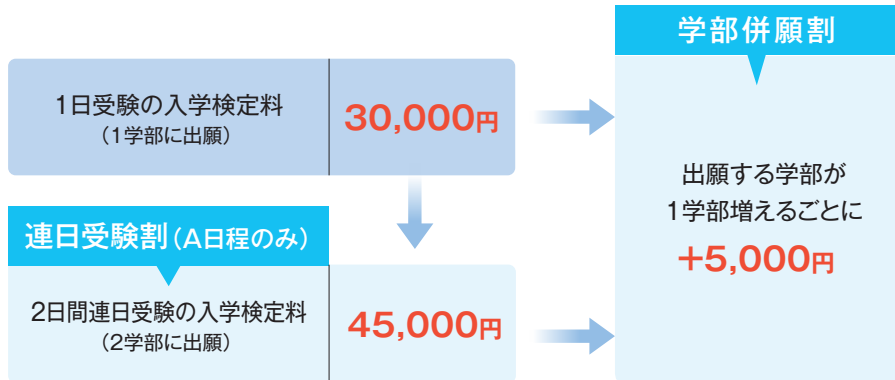 1日受験の入学検定料
（1学部に出願）
30,000円
連日受験割（A日程のみ）
2日間連日受験の入学検定料
（2学部に出願）
45,000円
学部併願割
出願する学部が
1学部増えるごとに
+5,000円